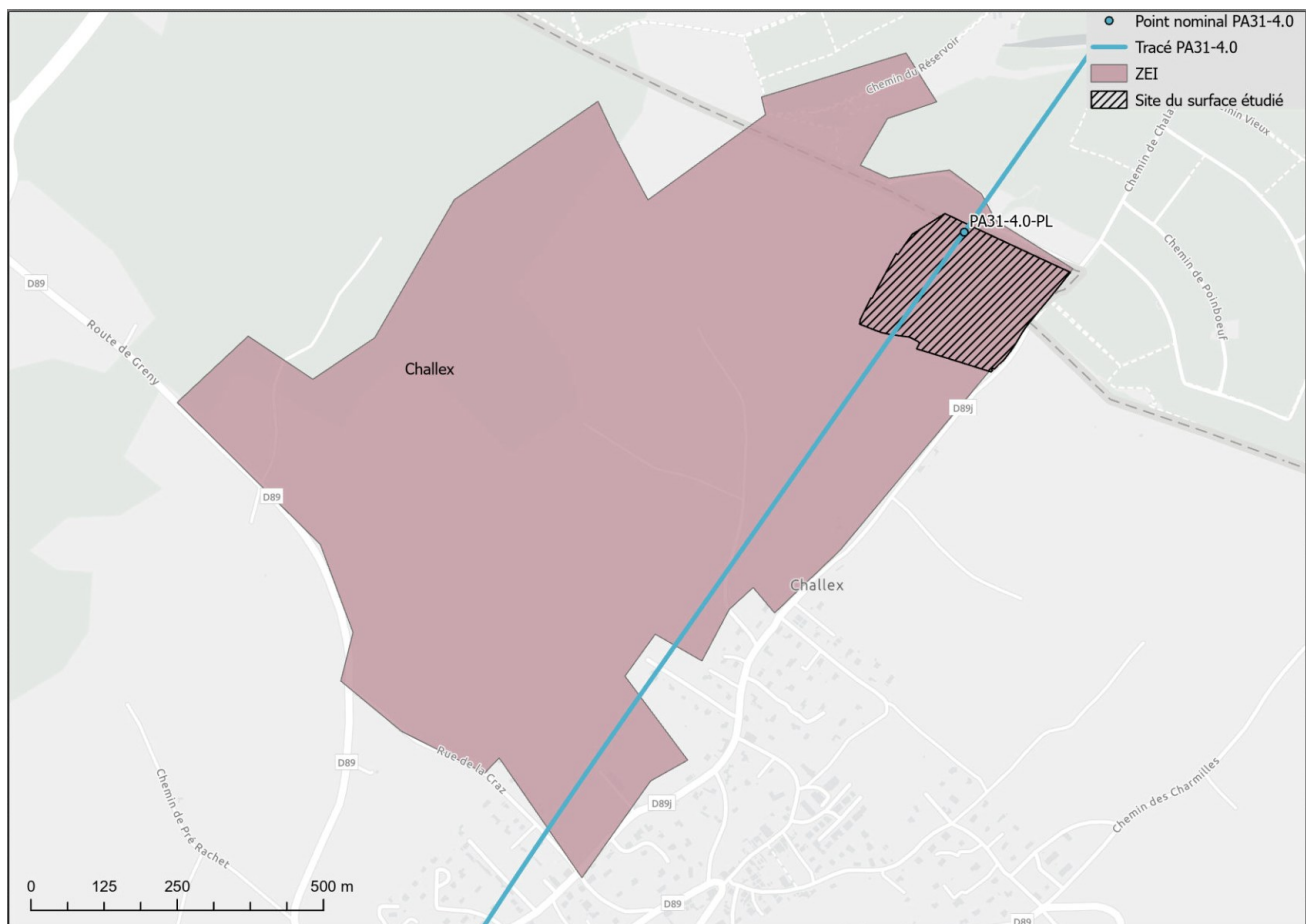 Point nominal PA31-4.0
Tracé PA31-4.0
ZEI
Site du surface étudié
Chemin du Réservoir
Chemin de Chala
Vieux
PA31-4.0-PL
Chemin de Poinboeuf
D89
Route de Greny
Challex
D89j
D89
Challex
D89
Rue de la Craz
D89j
Chemin de Pré Rachet
Chemin des Charmilles
0 125 250 500 m
D89
D89